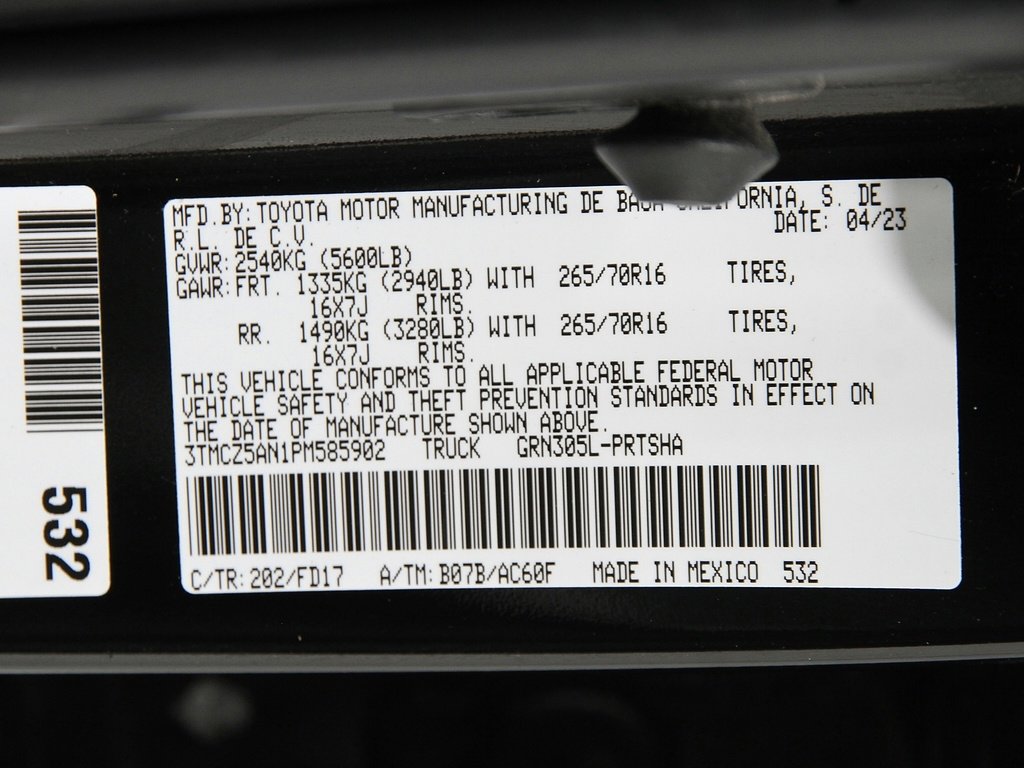 MFD.BY:TOYOTA MOTOR MANUFACTURING DE BAJA CALIFORNIA, S. DE
R.L. DE C.V. DATE: 04/23
GVWR:2540KG (5600LB)
GAWR:FRT. 1335KG (2940LB) WITH 265/70R16 TIRES,
16X7J RIMS.
RR. 1490KG (3280LB) WITH 265/70R16 TIRES,
16X7J RIMS.
THIS VEHICLE CONFORMS TO ALL APPLICABLE FEDERAL MOTOR
VEHICLE SAFETY AND THEFT PREVENTION STANDARDS IN EFFECT ON
THE DATE OF MANUFACTURE SHOWN ABOVE.
3TMCZ5AN1PM585902 TRUCK GRN305L-PRTSHA
C/TR:202/FD17 A/TM:B07B/AC60F MADE IN MEXICO 532
532